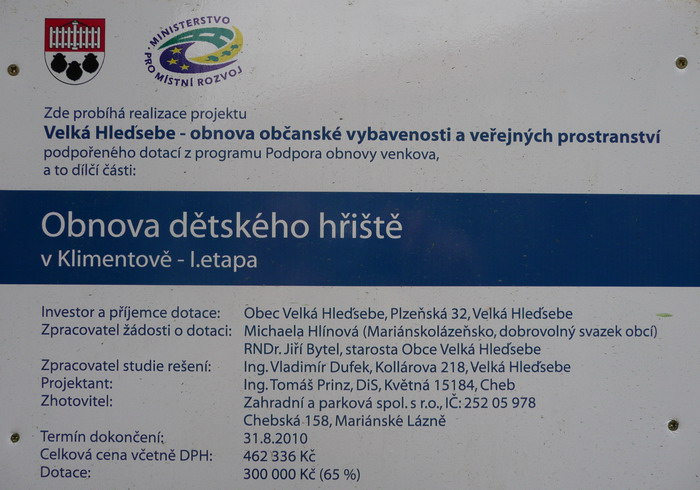 MINISTERSTVO
PRO MÍSTNÍ ROZVOJ
Zde probíhá realizace projektu
Velká Hleďsebe - obnova občanské vybavenosti a veřejných prostranství
podpořeného dotací z programu Podpora obnovy venkova,
a to dílčí části:
Obnova dětského hřiště
v Klimentově - I.etapa
Investor a příjemce dotace: Obec Velká Hleďsebe, Plzeňská 32, Velká Hleďsebe
Zpracovatel žádosti o dotaci: Michaela Hlínová (Mariánskolázeňsko, dobrovolný svazek obcí)
RNDr. Jiří Bytel, starosta Obce Velká Hleďsebe
Zpracovatel studie rešení: Ing. Vladimír Dufek, Kollárova 218, Velká Hleďsebe
Projektant: Ing. Tomáš Prinz, DiS, Květná 15184, Cheb
Zhotovitel: Zahradní a parková spol. s r.o., IČ: 252 05 978
Chebská 158, Mariánské Lázně
Termín dokončení: 31.8.2010
Celková cena včetně DPH: 462 336 Kč
Dotace: 300 000 Kč (65 %)